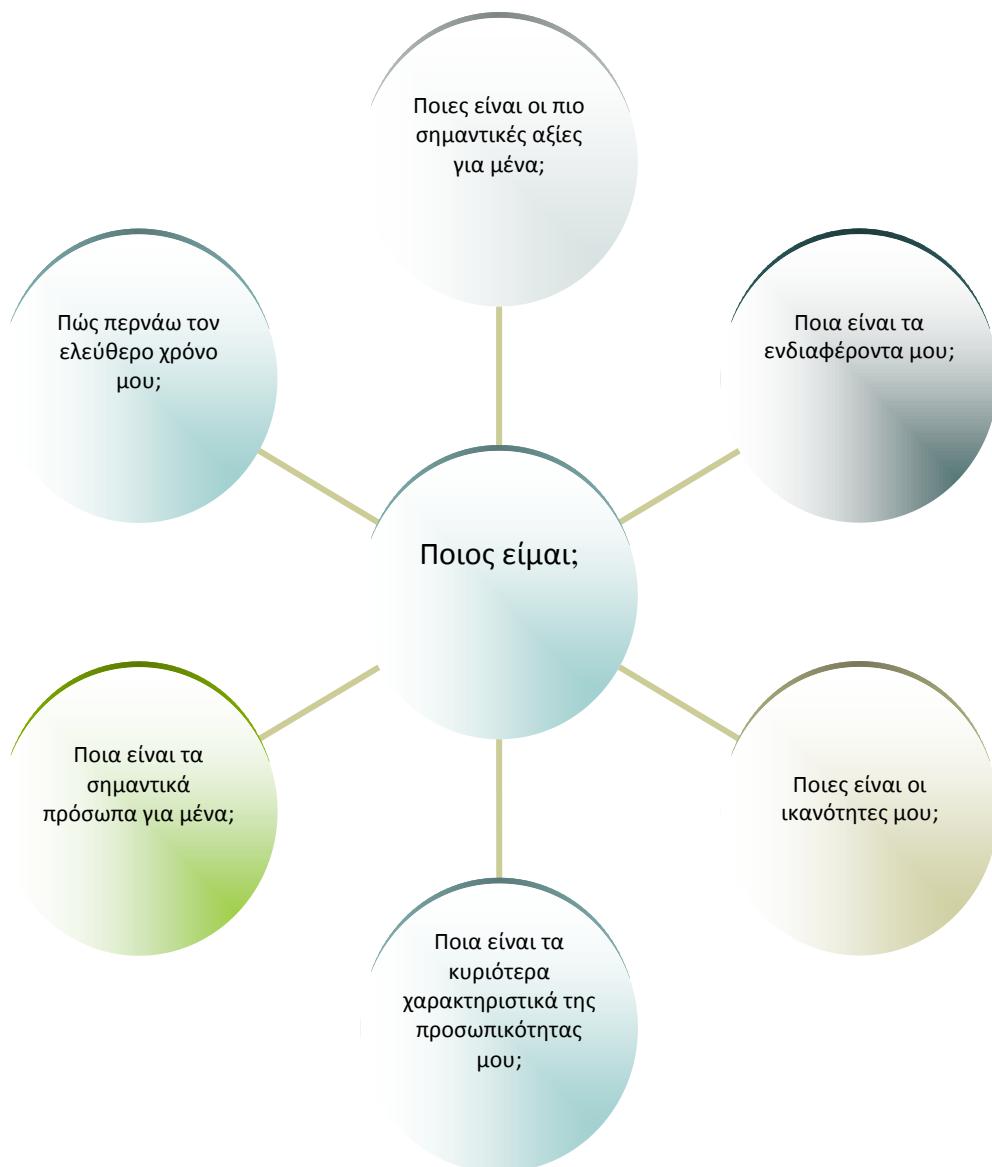 Ποιες είναι οι πιο
σημαντικές αξίες
για μένα;
Πώς περνάω τον
ελεύθερο χρόνο
μου;
Ποια είναι τα
ενδιαφέροντα μου;
Ποιος είμαι;
Ποια είναι τα
σημαντικά
πρόσωπα για μένα;
Ποιες είναι οι
ικανότητες μου;
Ποια είναι τα
κυριότερα
χαρακτηριστικά της
προσωπικότητας
μου;